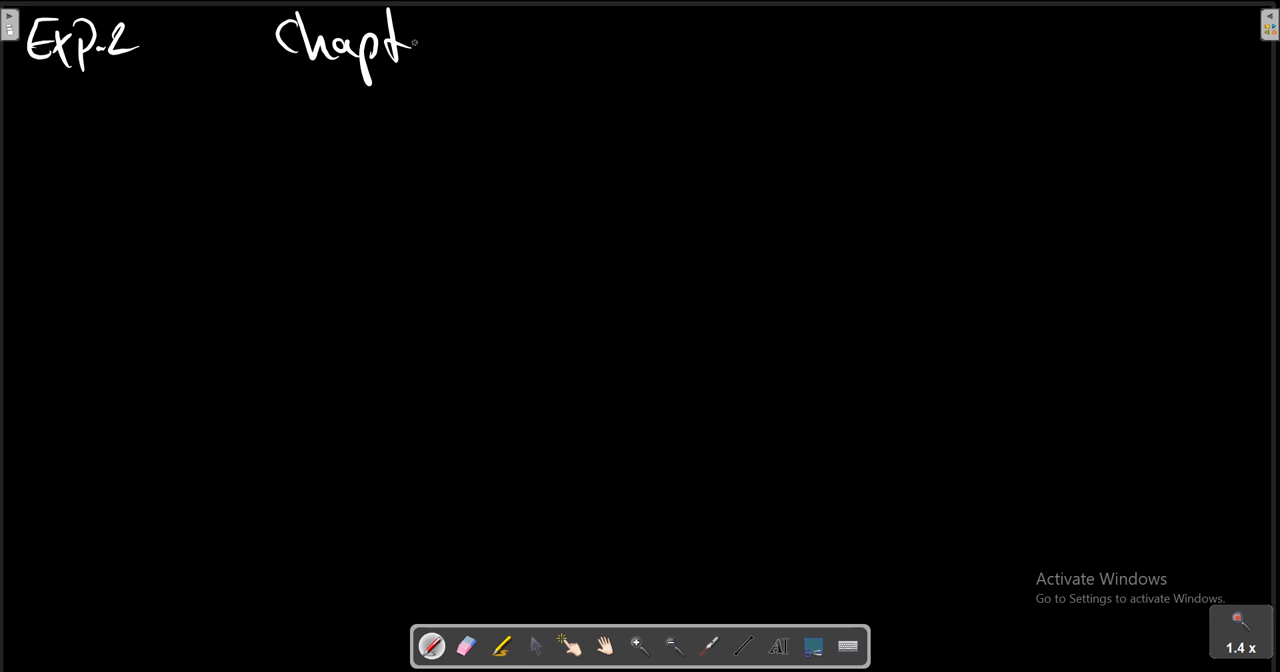 Exp.2 Chapt
Activate Windows
Go to Settings to activate Windows.
1.4 x